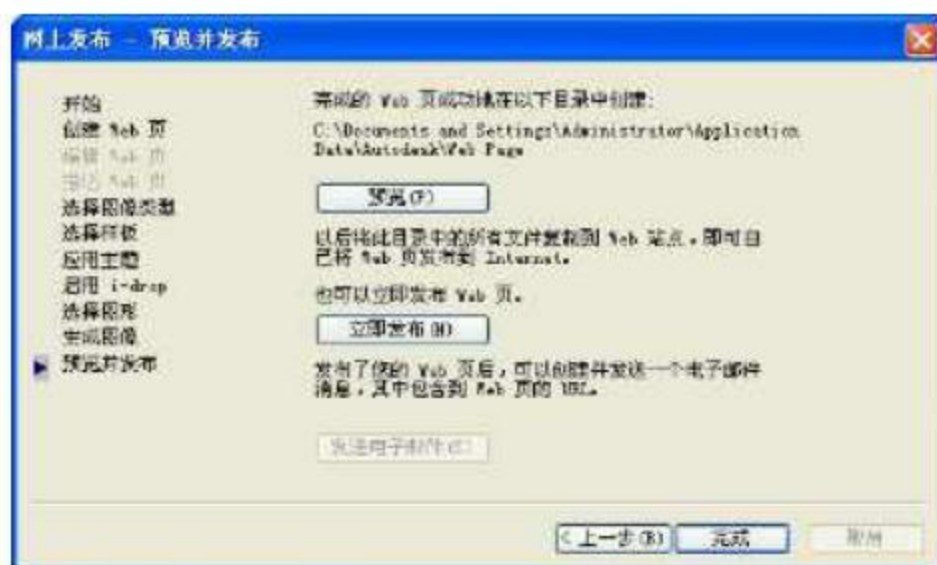 网上发布 - 预览并发布
开始
创建 Web 页
编辑 Web 页
描述 Web 页
选择图像类型
选择样板
应用主题
启用 i-drop
选择图形
生成图像
预览并发布
完成的 Web 页成功地在以下目录中创建:
C:\Documents and Settings\Administrator\Application
Data\Autodesk\Web Page
预览(P)
以后将此目录中的所有文件复制到 Web 站点，即可自
己将 Web 页发布到 Internet。
也可以立即发布 Web 页。
立即发布(N)
发布了您的 Web 页后，可以创建并发送一个电子邮件
消息，其中包含到 Web 页的 URL。
发送电子邮件(E)
< 上一步(B)
完成
取消